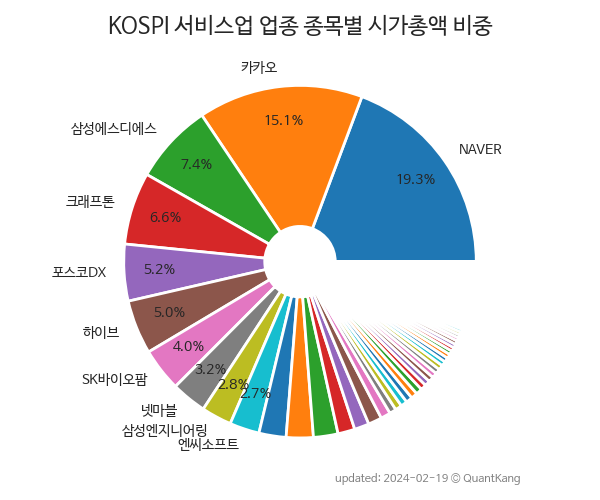 KOSPI 서비스업 업종 종목별 시가총액 비중
카카오
15.1%
NAVER
19.3%
삼성에스디에스
7.4%
크래프톤
6.6%
포스코DX
5.2%
하이브
5.0%
SK바이오팜
4.0%
넷마블
3.2%
삼성엔지니어링
2.8%
엔씨소프트
2.7%
updated: 2024-02-19 © QuantKang